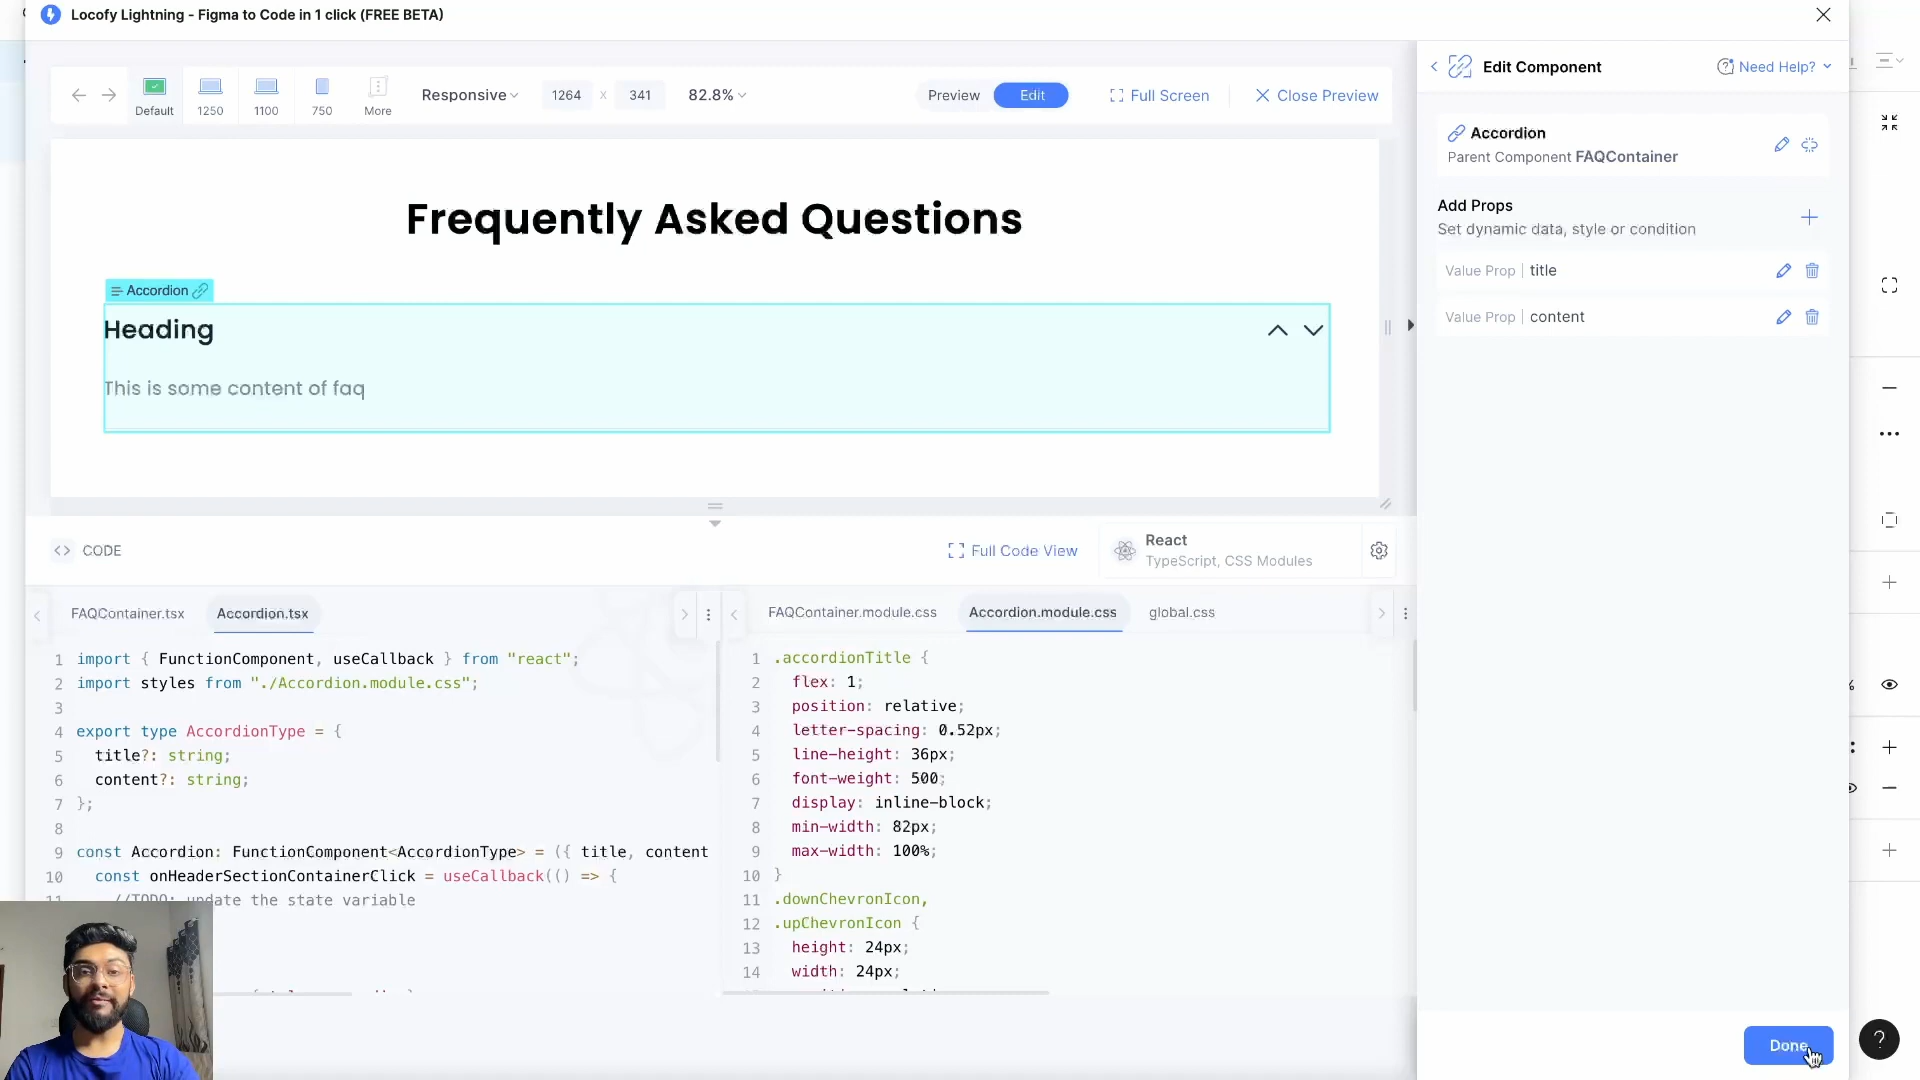 Locofy Lightning - Figma to Code in 1 click (FREE BETA)
Default
1250
1100
750
More
Responsive
1264 x 341
82.8%
Preview
Edit
Full Screen
Close Preview
Edit Component
Need Help?
Accordion
Parent Component FAQContainer
Add Props
Set dynamic data, style or condition
Value Prop | title
Value Prop | content
Frequently Asked Questions
Accordion
Heading
This is some content of faq
<> CODE
Full Code View
React
TypeScript, CSS Modules
FAQContainer.tsx
Accordion.tsx
1 import { FunctionComponent, useCallback } from "react";
2 import styles from "./Accordion.module.css";
3
4 export type AccordionType = {
5 title?: string;
6 content?: string;
7 };
8
9 const Accordion: FunctionComponent<AccordionType> = ({ title, content
10 const onHeaderSectionContainerClick = useCallback(() => {
11 //TODO: update the state variable
FAQContainer.module.css
Accordion.module.css
global.css
1 .accordionTitle {
2 flex: 1;
3 position: relative;
4 letter-spacing: 0.52px;
5 line-height: 36px;
6 font-weight: 500;
7 display: inline-block;
8 min-width: 82px;
9 max-width: 100%;
10 }
11 .downChevronIcon,
12 .upChevronIcon {
13 height: 24px;
14 width: 24px;
Done
?